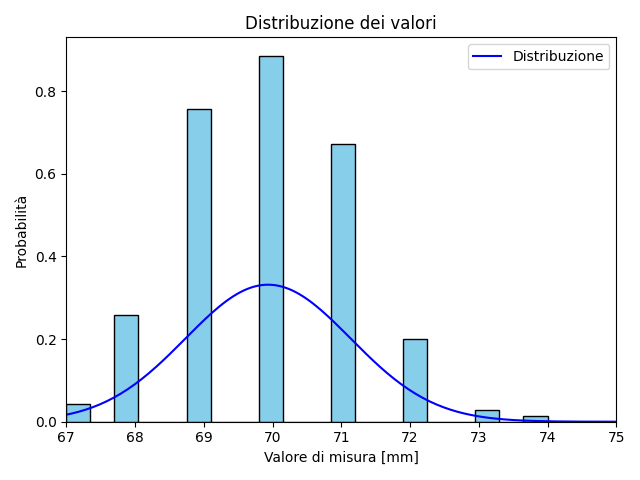 Distribuzione dei valori
Distribuzione
Probabilità
0.8
0.6
0.4
0.2
0.0
67 68 69 70 71 72 73 74 75
Valore di misura [mm]